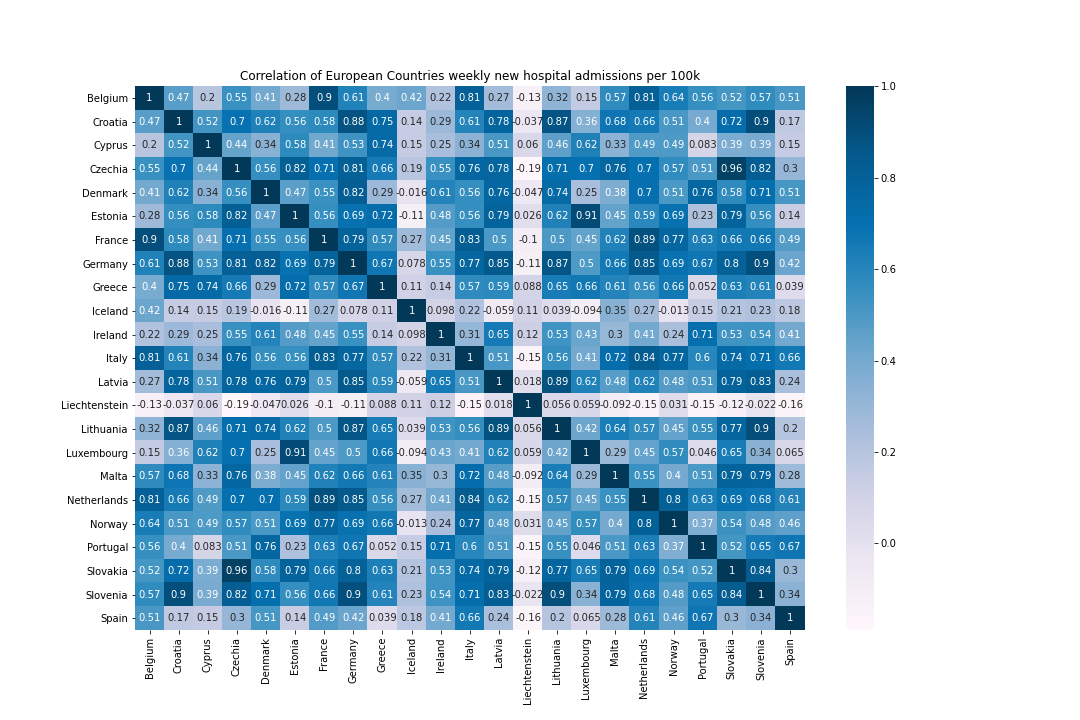 Correlation of European Countries weekly new hospital admissions per 100k
Belgium 1 0.47 0.2 0.55 0.41 0.28 0.9 0.61 0.4 0.42 0.22 0.81 0.27 -0.13 0.32 0.15 0.57 0.81 0.64 0.56 0.52 0.57 0.51
Croatia 0.47 1 0.52 0.7 0.62 0.56 0.58 0.88 0.75 0.14 0.29 0.61 0.78 -0.037 0.87 0.36 0.68 0.66 0.51 0.4 0.72 0.9 0.17
Cyprus 0.2 0.52 1 0.44 0.34 0.58 0.41 0.53 0.74 0.15 0.25 0.34 0.51 0.06 0.46 0.62 0.33 0.49 0.49 0.083 0.39 0.39 0.15
Czechia 0.55 0.7 0.44 1 0.56 0.82 0.71 0.81 0.66 0.19 0.55 0.76 0.78 -0.19 0.71 0.7 0.76 0.7 0.57 0.51 0.96 0.82 0.3
Denmark 0.41 0.62 0.34 0.56 1 0.47 0.55 0.82 0.29 -0.016 0.61 0.56 0.76 -0.047 0.74 0.25 0.38 0.7 0.51 0.76 0.58 0.71 0.51
Estonia 0.28 0.56 0.58 0.82 0.47 1 0.56 0.69 0.72 -0.11 0.48 0.56 0.79 0.026 0.62 0.91 0.45 0.59 0.69 0.23 0.79 0.56 0.14
France 0.9 0.58 0.41 0.71 0.55 0.56 1 0.79 0.57 0.27 0.45 0.83 0.5 -0.1 0.5 0.45 0.62 0.89 0.77 0.63 0.66 0.66 0.49
Germany 0.61 0.88 0.53 0.81 0.82 0.69 0.79 1 0.67 0.078 0.55 0.77 0.85 -0.11 0.87 0.5 0.66 0.85 0.69 0.67 0.8 0.9 0.42
Greece 0.4 0.75 0.74 0.66 0.29 0.72 0.57 0.67 1 0.11 0.14 0.57 0.59 0.088 0.65 0.66 0.61 0.56 0.66 0.052 0.63 0.61 0.039
Iceland 0.42 0.14 0.15 0.19 -0.016 -0.11 0.27 0.078 0.11 1 0.098 0.22 -0.059 0.11 0.039 -0.094 0.35 0.27 -0.013 0.15 0.21 0.23 0.18
Ireland 0.22 0.29 0.25 0.55 0.61 0.48 0.45 0.55 0.14 0.098 1 0.31 0.65 0.12 0.53 0.43 0.3 0.41 0.24 0.71 0.53 0.54 0.41
Italy 0.81 0.61 0.34 0.76 0.56 0.56 0.83 0.77 0.57 0.22 0.31 1 0.51 -0.15 0.56 0.41 0.72 0.84 0.77 0.6 0.74 0.71 0.66
Latvia 0.27 0.78 0.51 0.78 0.76 0.79 0.5 0.85 0.59 -0.059 0.65 0.51 1 0.018 0.89 0.62 0.48 0.62 0.48 0.51 0.79 0.83 0.24
Liechtenstein -0.13 -0.037 0.06 -0.19 -0.047 0.026 -0.1 -0.11 0.088 0.11 0.12 -0.15 0.018 1 0.056 0.059 -0.092 -0.15 0.031 -0.15 -0.12 -0.022 -0.16
Lithuania 0.32 0.87 0.46 0.71 0.74 0.62 0.5 0.87 0.65 0.039 0.53 0.56 0.89 0.056 1 0.42 0.64 0.57 0.45 0.55 0.77 0.9 0.2
Luxembourg 0.15 0.36 0.62 0.7 0.25 0.91 0.45 0.5 0.66 -0.094 0.43 0.41 0.62 0.059 0.42 1 0.29 0.45 0.57 0.046 0.65 0.34 0.065
Malta 0.57 0.68 0.33 0.76 0.38 0.45 0.62 0.66 0.61 0.35 0.3 0.72 0.48 -0.092 0.64 0.29 1 0.55 0.4 0.51 0.79 0.79 0.28
Netherlands 0.81 0.66 0.49 0.7 0.7 0.59 0.89 0.85 0.56 0.27 0.41 0.84 0.62 -0.15 0.57 0.45 0.55 1 0.8 0.63 0.69 0.68 0.61
Norway 0.64 0.51 0.49 0.57 0.51 0.69 0.77 0.69 0.66 -0.013 0.24 0.77 0.48 0.031 0.45 0.57 0.4 0.8 1 0.37 0.54 0.48 0.46
Portugal 0.56 0.4 0.083 0.51 0.76 0.23 0.63 0.67 0.052 0.15 0.71 0.6 0.51 -0.15 0.55 0.046 0.51 0.63 0.37 1 0.52 0.65 0.67
Slovakia 0.52 0.72 0.39 0.96 0.58 0.79 0.66 0.8 0.63 0.21 0.53 0.74 0.79 -0.12 0.77 0.65 0.79 0.69 0.54 0.52 1 0.84 0.3
Slovenia 0.57 0.9 0.39 0.82 0.71 0.56 0.66 0.9 0.61 0.23 0.54 0.71 0.83 -0.022 0.9 0.34 0.79 0.68 0.48 0.65 0.84 1 0.34
Spain 0.51 0.17 0.15 0.3 0.51 0.14 0.49 0.42 0.039 0.18 0.41 0.66 0.24 -0.16 0.2 0.065 0.28 0.61 0.46 0.67 0.3 0.34 1
Belgium
Croatia
Cyprus
Czechia
Denmark
Estonia
France
Germany
Greece
Iceland
Ireland
Italy
Latvia
Liechtenstein
Lithuania
Luxembourg
Malta
Netherlands
Norway
Portugal
Slovakia
Slovenia
Spain
1.0
0.8
0.6
0.4
0.2
0.0